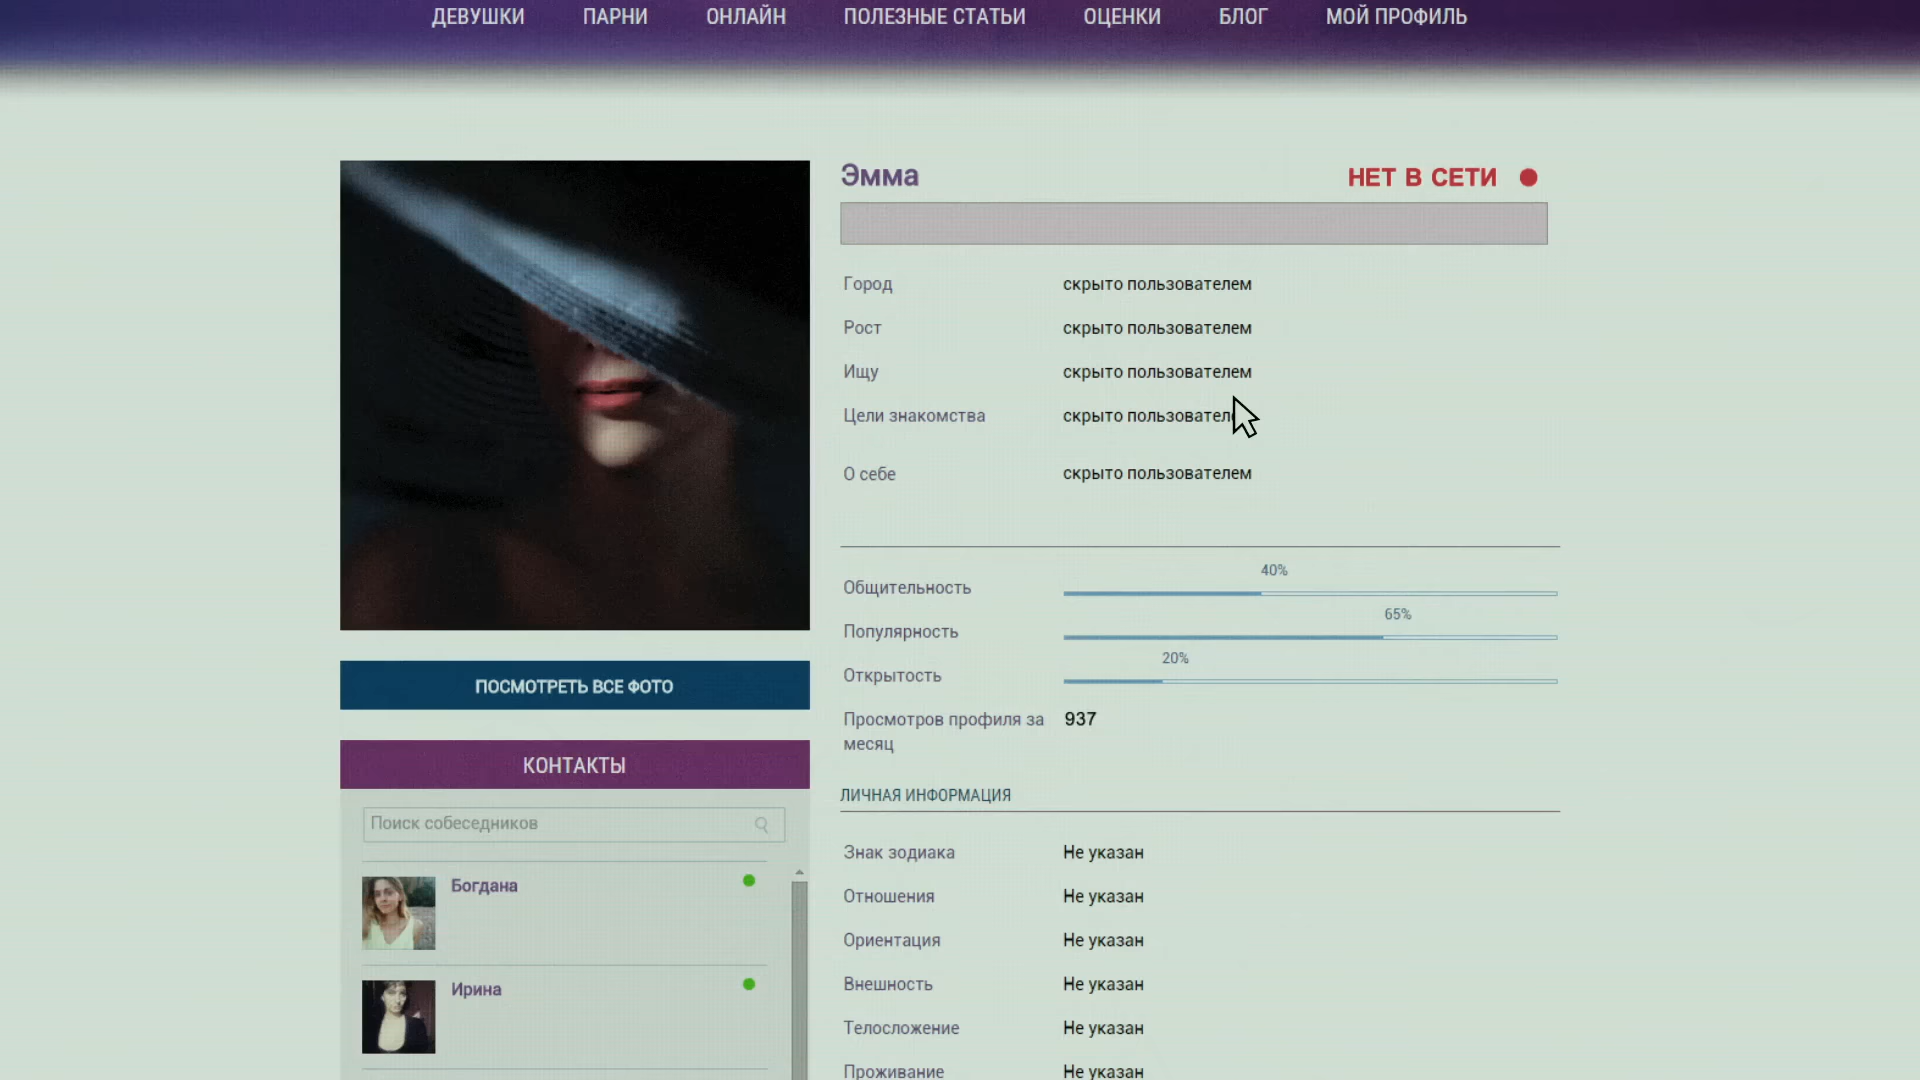 ДЕВУШКИ ПАРНИ ОНЛАЙН ПОЛЕЗНЫЕ СТАТЬИ ОЦЕНКИ БЛОГ МОЙ ПРОФИЛЬ
Эмма НЕТ В СЕТИ
Город скрыто пользователем
Рост скрыто пользователем
Ищу скрыто пользователем
Цели знакомства скрыто пользовател
О себе скрыто пользователем
40%
Общительность
65%
Популярность
20%
Открытость
Просмотров профиля за 937
месяц
ЛИЧНАЯ ИНФОРМАЦИЯ
Знак зодиака Не указан
Отношения Не указан
Ориентация Не указан
Внешность Не указан
Телосложение Не указан
Проживание Не указан
ПОСМОТРЕТЬ ВСЕ ФОТО
КОНТАКТЫ
Поиск собеседников
Богдана
Ирина